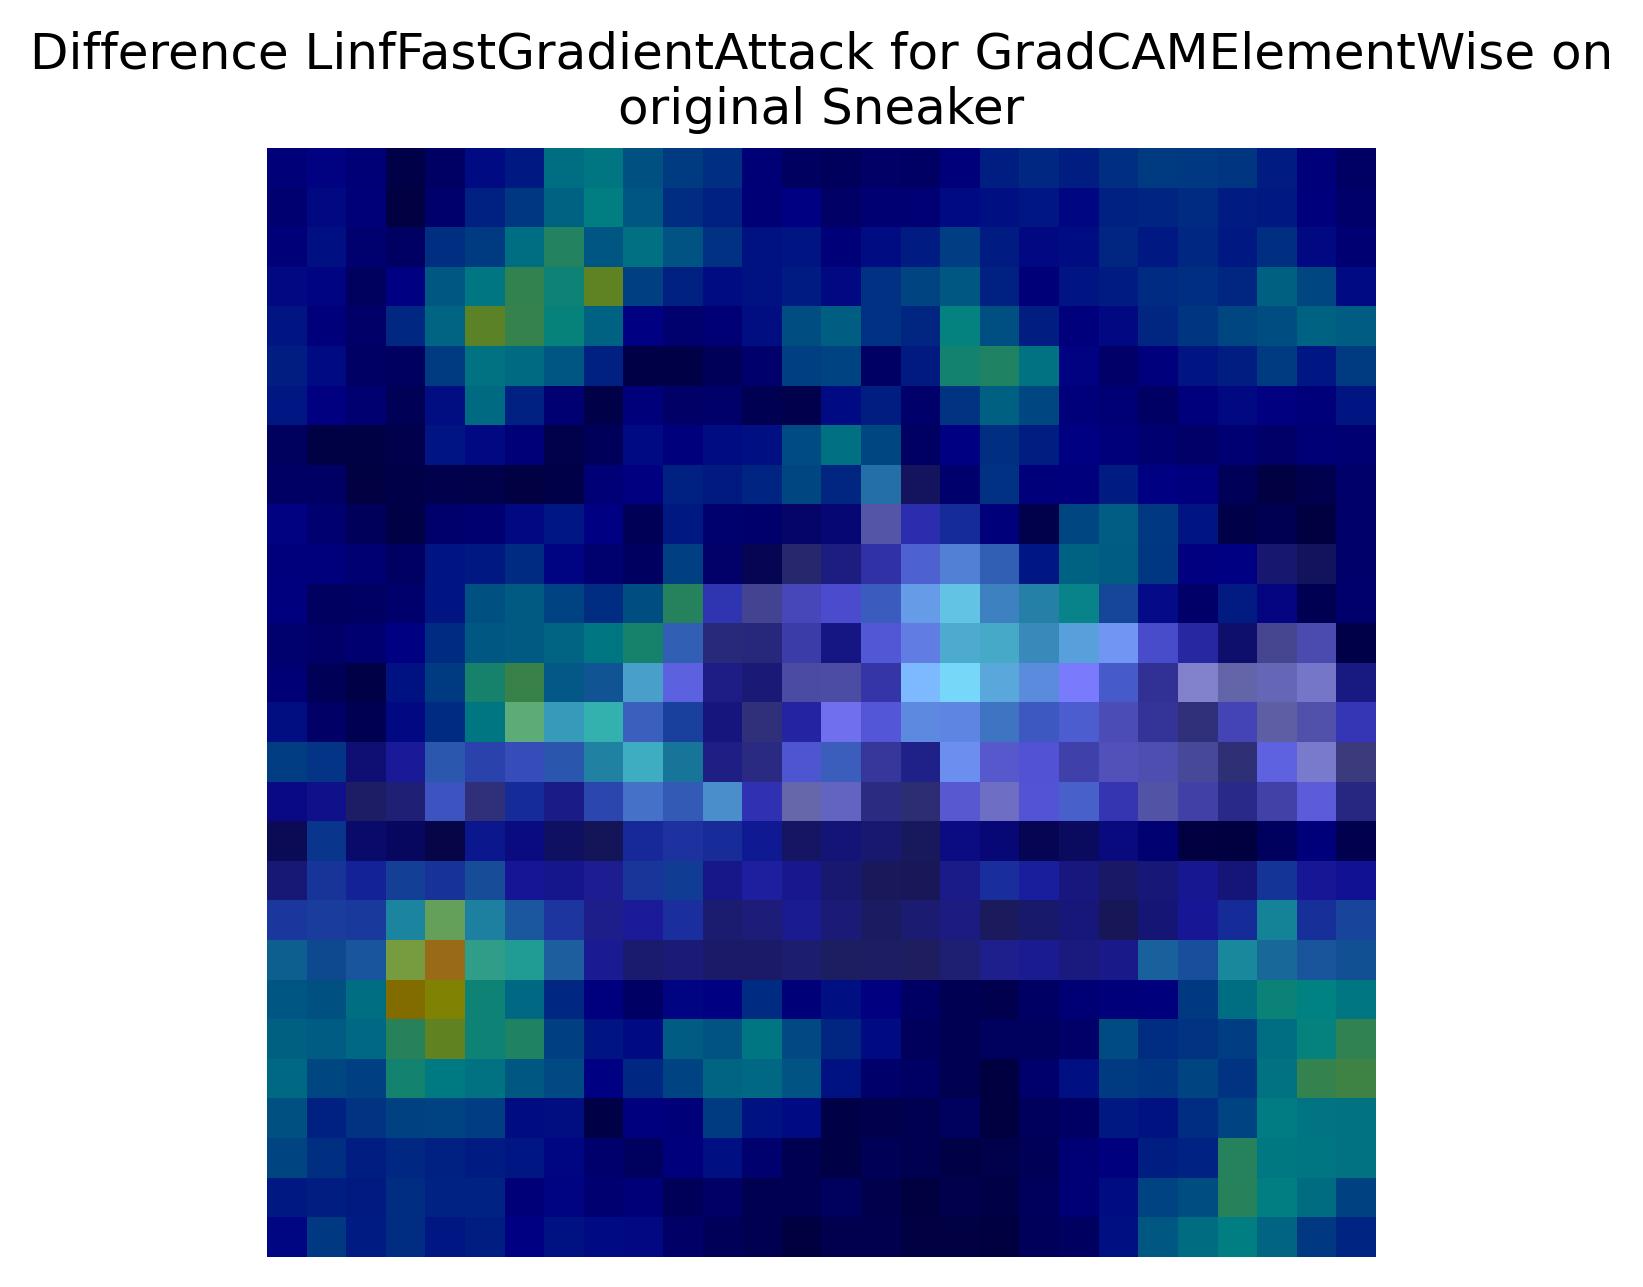 Difference LinfFastGradientAttack for GradCAMElementWise on
original Sneaker